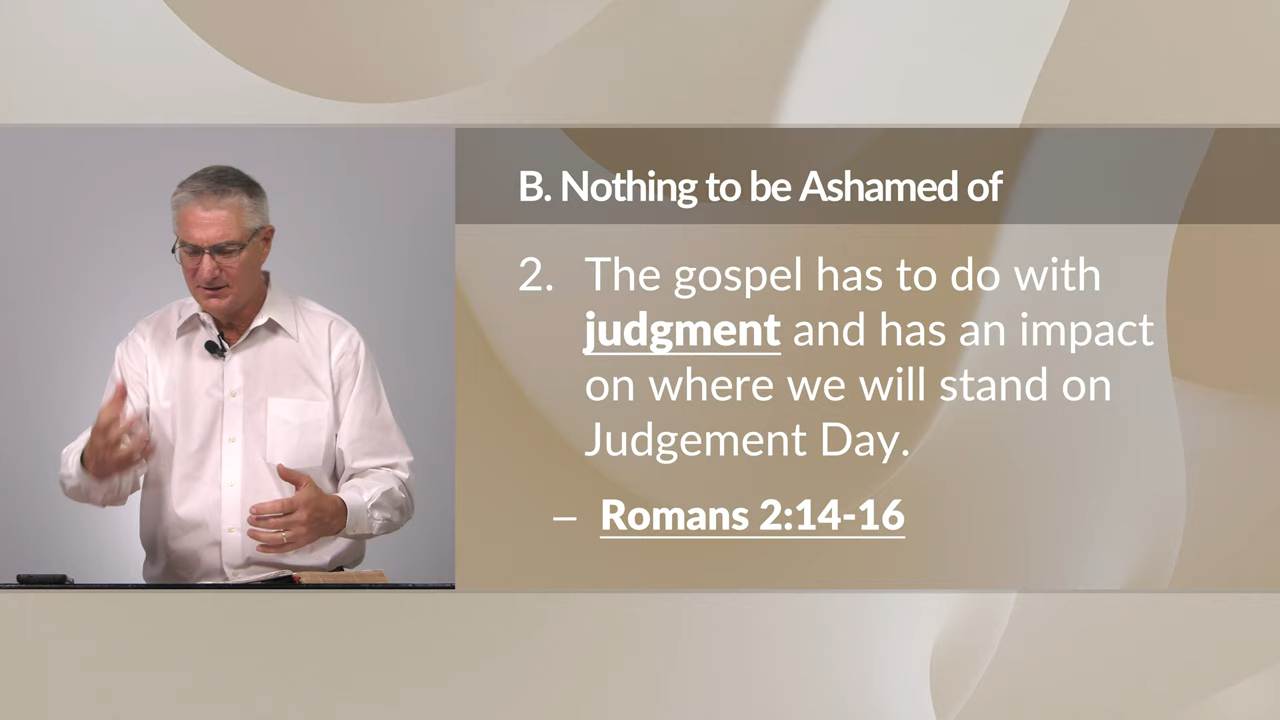 B. Nothing to be Ashamed of
2. The gospel has to do with
judgment and has an impact
on where we will stand on
Judgement Day.
– Romans 2:14-16